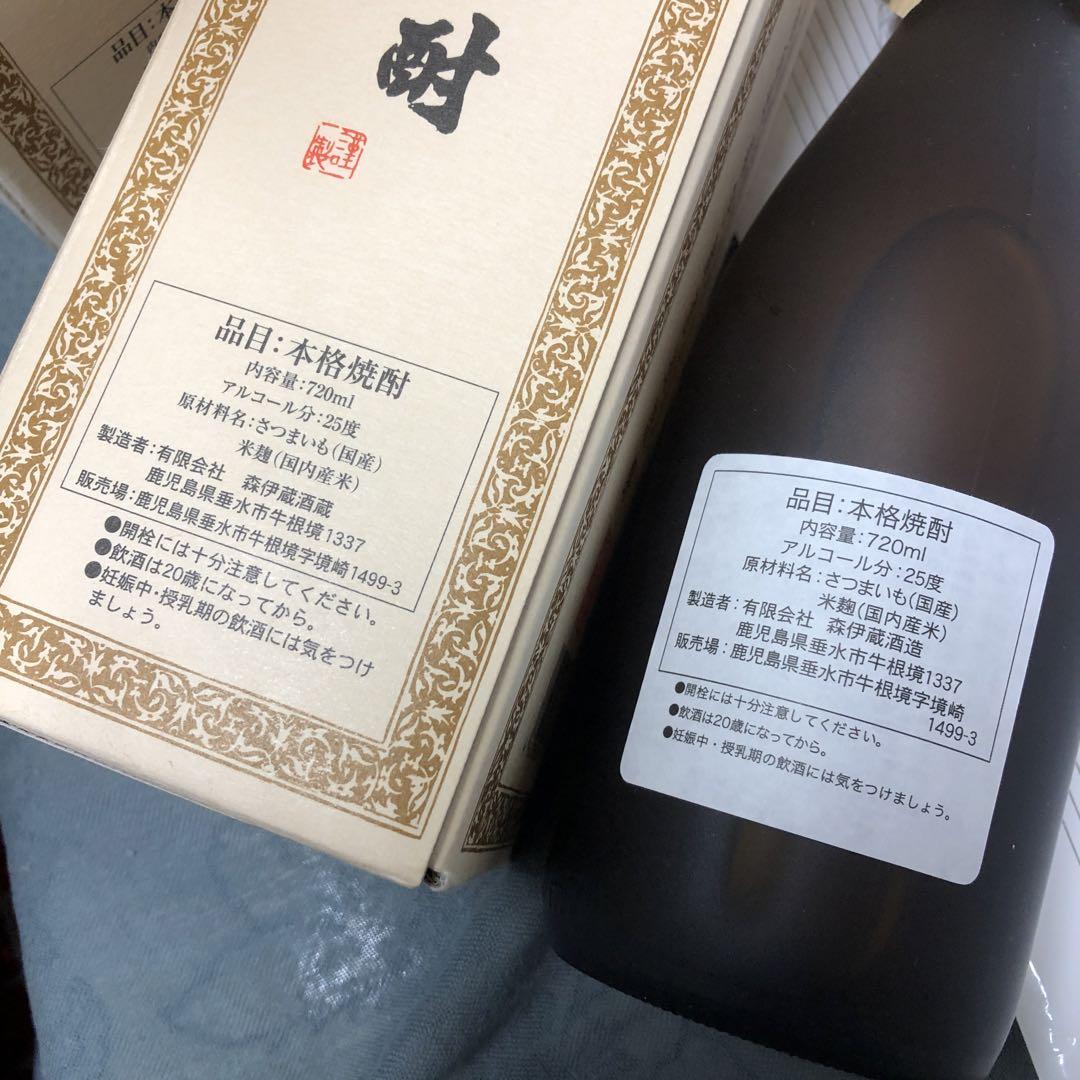 品目：本
酎
謹製
品目：本格焼酎
内容量：720ml
アルコール分：25度
原材料名：さつまいも（国産）
米麹（国内産米）
製造者：有限会社　森伊蔵酒蔵
鹿児島県垂水市牛根境1337
販売場：鹿児島県垂水市牛根境字境崎1499-3
●開栓には十分注意してください。
●飲酒は20歳になってから。
●妊娠中・授乳期の飲酒には気をつけ
ましょう。
品目：本格焼酎
内容量：720ml
アルコール分：25度
原材料名：さつまいも（国産）
米麹（国内産米）
製造者：有限会社　森伊蔵酒造
鹿児島県垂水市牛根境1337
販売場：鹿児島県垂水市牛根境字境崎
1499-3
●開栓には十分注意してください。
●飲酒は20歳になってから。
●妊娠中・授乳期の飲酒には気をつけましょう。